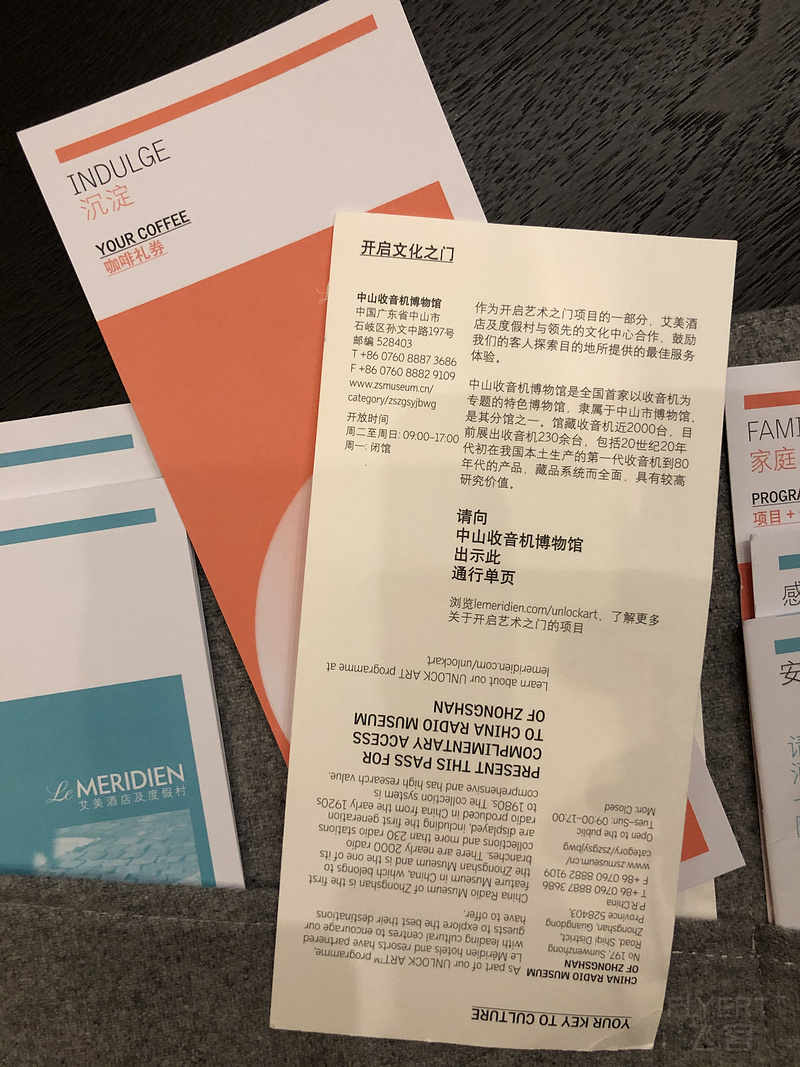 INDULGE
沉淀
YOUR COFFEE
咖啡礼券
开启文化之门
中山收音机博物馆
中国广东省中山市
石岐区孙文中路197号
邮编 528403
T +86 0760 8887 3686
F +86 0760 8882 9109
www.zsmuseum.cn/
category/zszgsyjbwg
开放时间
周二至周日: 09:00–17:00
周一: 闭馆
作为开启艺术之门项目的一部分，艾美酒
店及度假村与领先的文化中心合作，鼓励
我们的客人探索目的地所提供的最佳服务
体验。
中山收音机博物馆是全国首家以收音机为
专题的特色博物馆，隶属于中山市博物馆，
是其分馆之一。馆藏收音机近2000台，目
前展出收音机230余台，包括20世纪20年
代初在我国本土生产的第一代收音机到80
年代的产品，藏品系统而全面，具有较高
研究价值。
请向
中山收音机博物馆
出示此
通行单页
浏览lemeridien.com/unlockart，了解更多
关于开启艺术之门的项目
YOUR KEY TO CULTURE
CHINA RADIO MUSEUM
OF ZHONGSHAN
No 197, Sunwenzhong
Road, Shiqi District,
Zhongshan, Guangdong
Province 528403,
P.R.China
T +86 0760 8887 3686
F +86 0760 8882 9109
www.zsmuseum.cn/
category/zszgsyjbwg
Open to the public
Tues–Sun: 09:00–17:00
Mon: Closed
As part of our UNLOCK ART™ programme,
Le Méridien hotels and resorts have partnered
with leading cultural centres to encourage our
guests to explore the best their destinations
have to offer.
China Radio Museum of Zhongshan is the first
feature Museum in China, which belongs to
the Zhongshan Museum and is the one of its
branches. There are nearly 2000 radio
collections and more than 230 radio stations
are displayed, including the first generation
radio produced in China from the early 1920s
to 1980s. The collection system is
comprehensive and high research value.
PRESENT THIS PASS FOR
COMPLIMENTARY ACCESS
TO CHINA RADIO MUSEUM
OF ZHONGSHAN
Learn about our UNLOCK ART programme at
lemeridien.com/unlockart
Le MERIDIEN
艾美酒店及度假村
FAMI
家庭
PROGRA
项目 +
感
安
请
酒
FLYERT